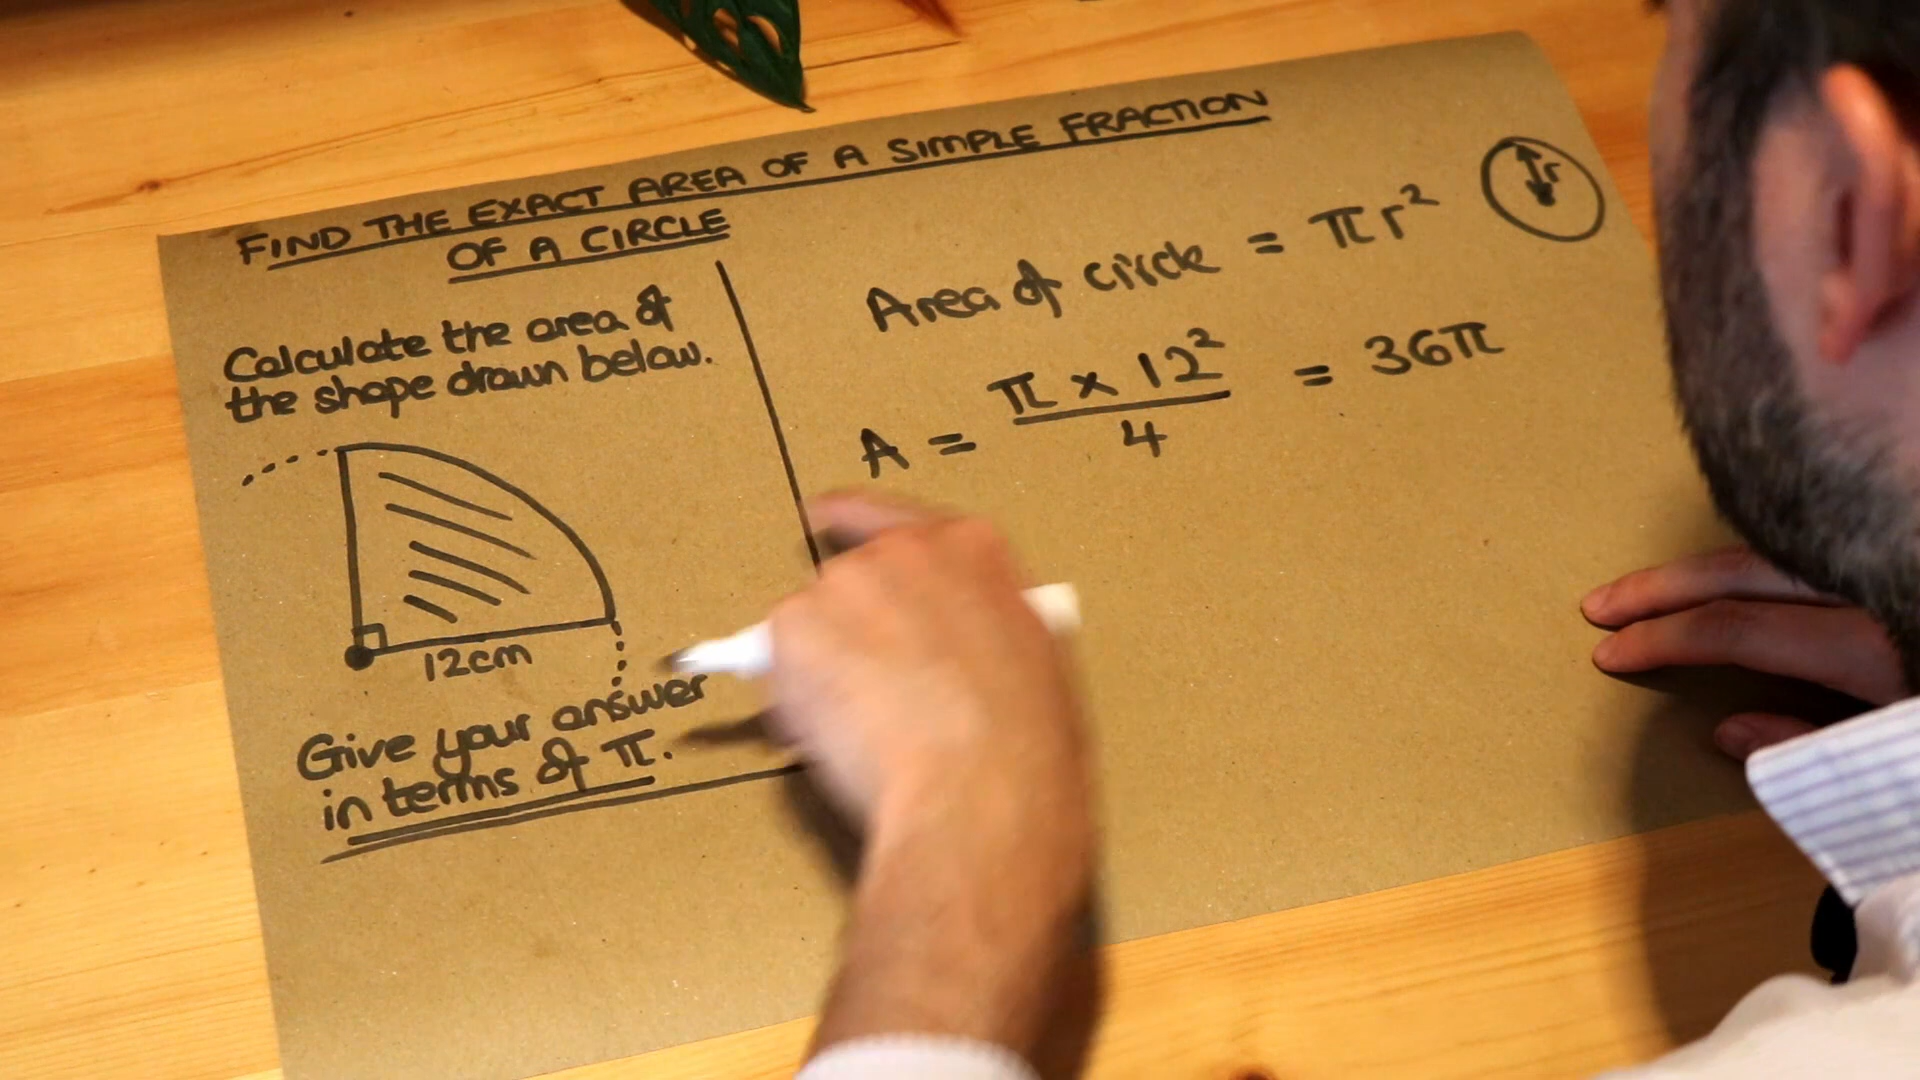 FIND THE EXACT AREA OF A SIMPLE FRACTION
OF A CIRCLE
Calculate the area of
the shape drawn below.
12cm
Give your answer
in terms of π.
Area of circle = πr²
r
A = π × 12² / 4 = 36π